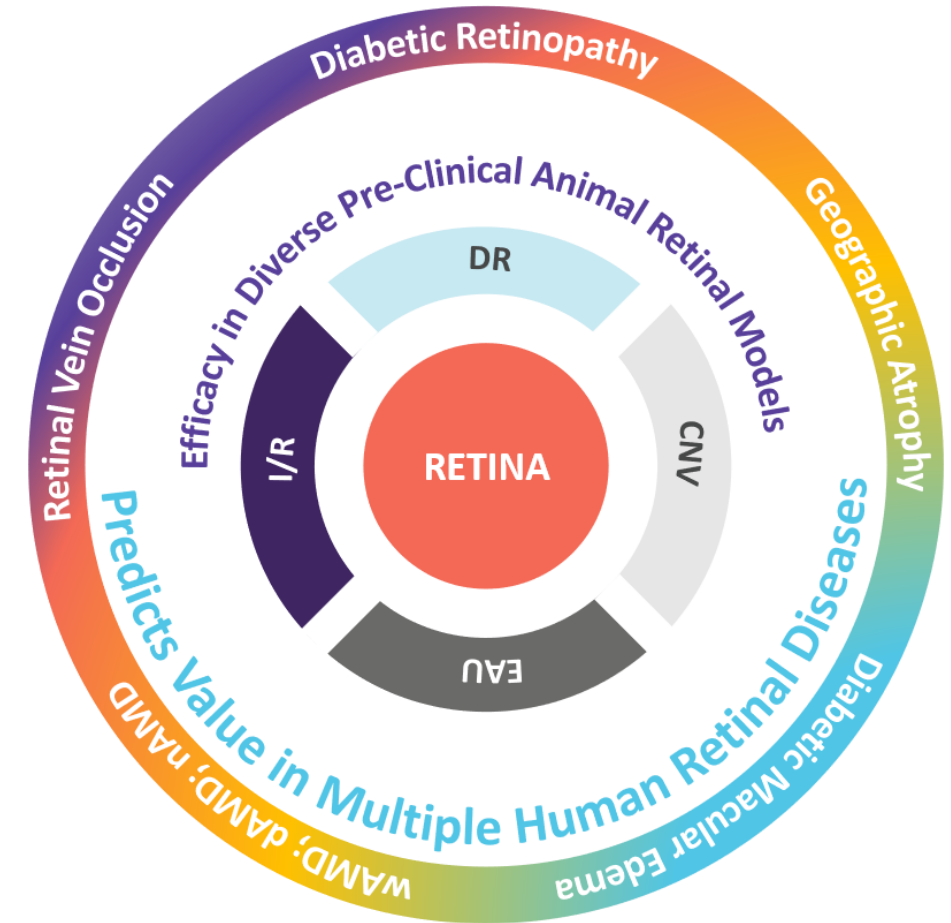 Diabetic Retinopathy
Geographic Atrophy
Diabetic Macular Edema
wAMD; dAMD; nAMD
Retinal Vein Occlusion
Efficacy in Diverse Pre-Clinical Animal Retinal Models
Predicts Value in Multiple Human Retinal Diseases
DR
CNV
EAU
I/R
RETINA